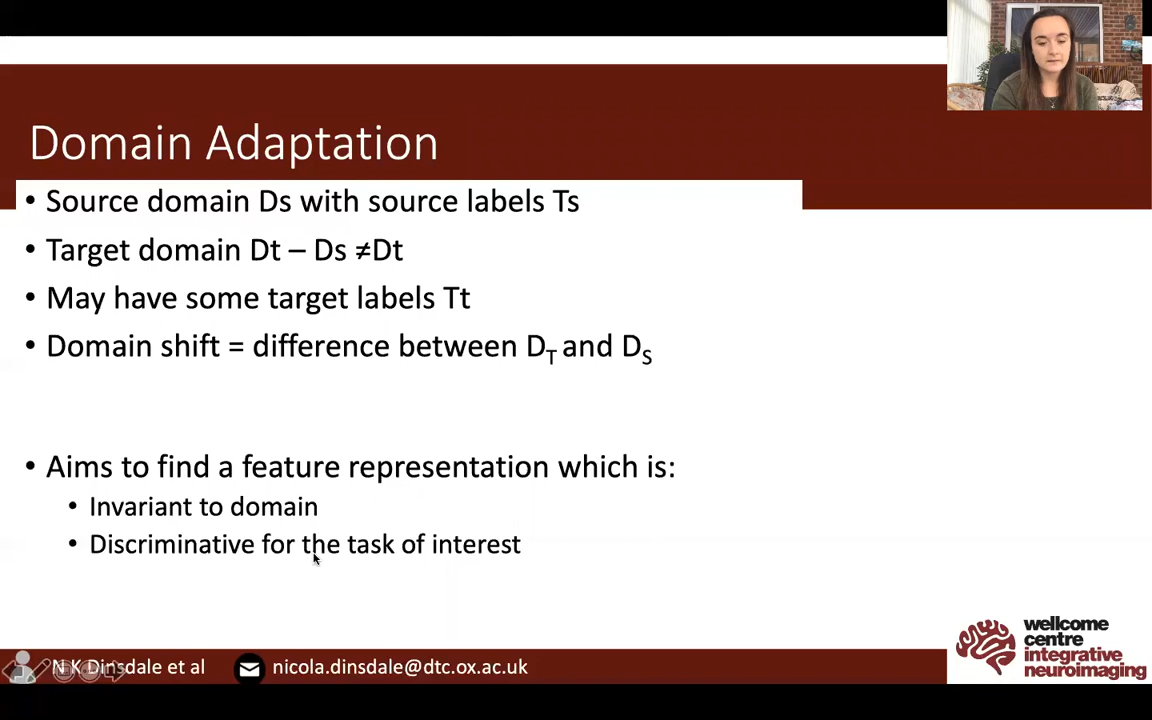 Domain Adaptation
• Source domain Ds with source labels Ts
• Target domain Dt – Ds ≠Dt
• May have some target labels Tt
• Domain shift = difference between D_T and D_S
• Aims to find a feature representation which is:
• Invariant to domain
• Discriminative for the task of interest
N K Dinsdale et al
nicola.dinsdale@dtc.ox.ac.uk
wellcome
centre
integrative
neuroimaging